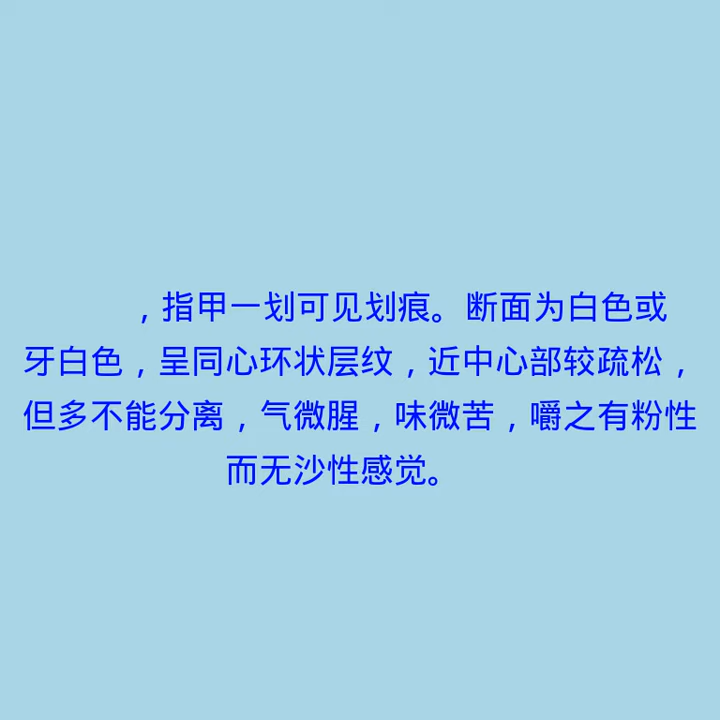 ，指甲一划可见划痕。断面为白色或
牙白色，呈同心环状层纹，近中心部较疏松，
但多不能分离，气微腥，味微苦，嚼之有粉性
而无沙性感觉。